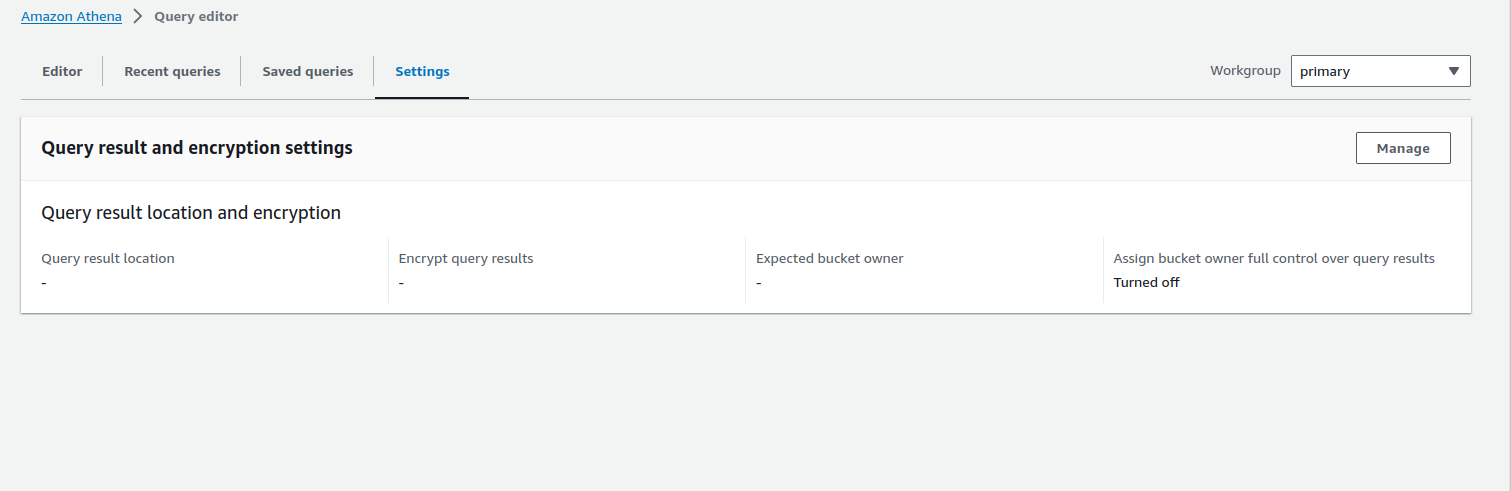 Amazon Athena > Query editor
Editor Recent queries Saved queries Settings Workgroup primary
Query result and encryption settings Manage
Query result location and encryption
Query result location Encrypt query results Expected bucket owner Assign bucket owner full control over query results
- - - Turned off